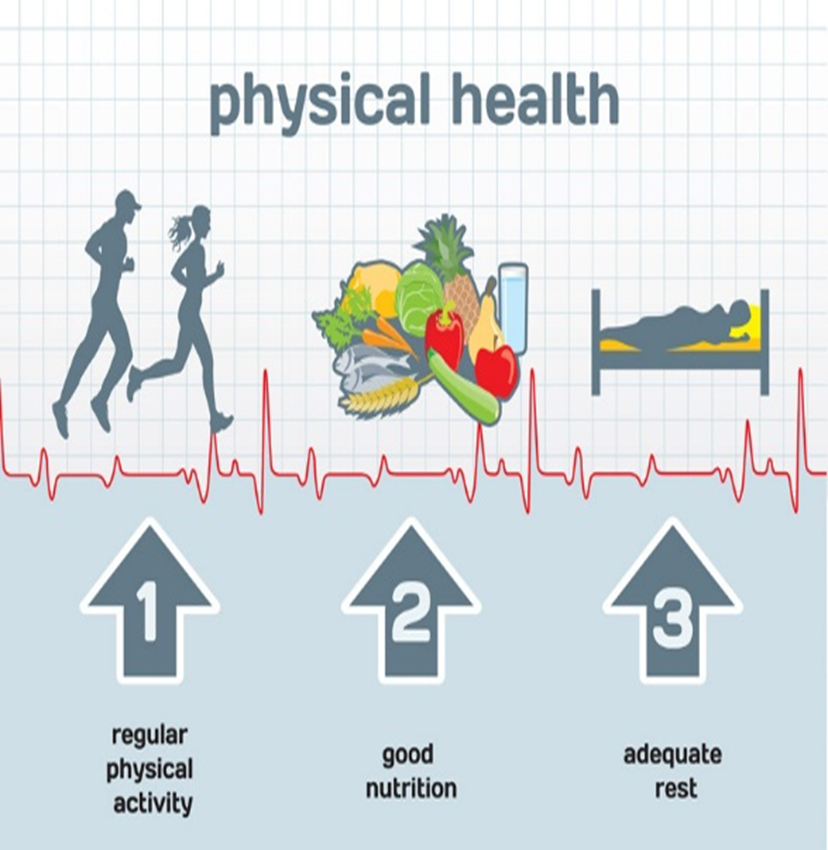 physical health
1
2
3
regular
physical
activity
good
nutrition
adequate
rest